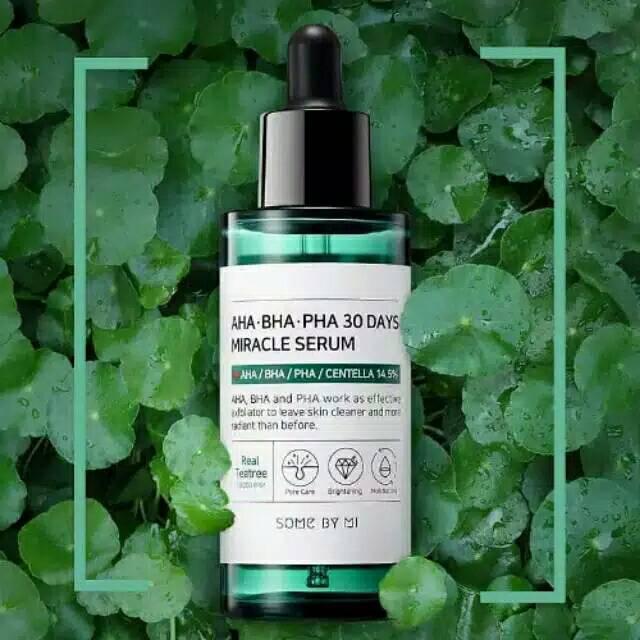 AHA·BHA·PHA 30 DAYS
MIRACLE SERUM
AHA / BHA / PHA / CENTELLA 14.5%
AHA, BHA and PHA work as effective
exfoliator to leave skin cleaner and more
radiant than before.
Real
Teatree
Pore Care
Brightening
SOME BY MI